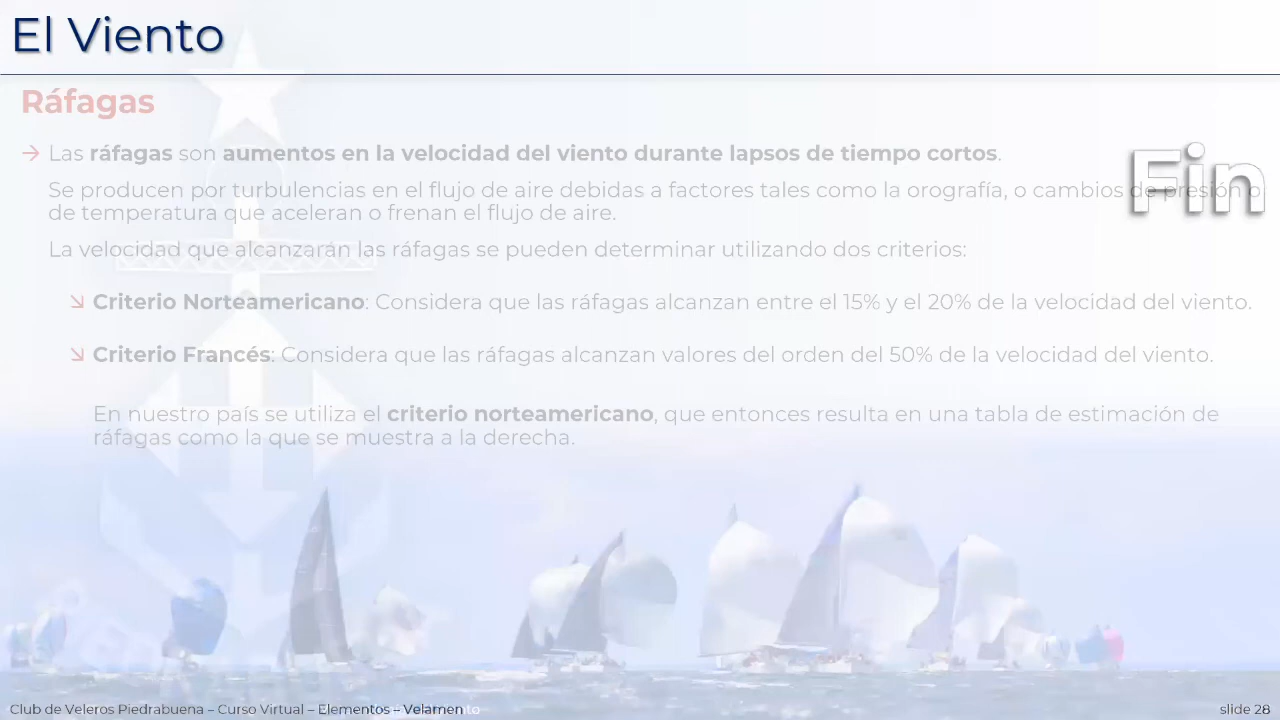 El Viento
Ráfagas
→ Las ráfagas son aumentos en la velocidad del viento durante lapsos de tiempo cortos.
Fin
Se producen por turbulencias en el flujo de aire debidas a factores tales como la orografía, o cambios de presión o
de temperatura que aceleran o frenan el flujo de aire.
La velocidad que alcanzarán las ráfagas se pueden determinar utilizando dos criterios:
↘ Criterio Norteamericano: Considera que las ráfagas alcanzan entre el 15% y el 20% de la velocidad del viento.
↘ Criterio Francés: Considera que las ráfagas alcanzan valores del orden del 50% de la velocidad del viento.
En nuestro país se utiliza el criterio norteamericano, que entonces resulta en una tabla de estimación de
ráfagas como la que se muestra a la derecha.
Club de Veleros Piedrabuena – Curso Virtual – Elementos – Velamen
slide 28